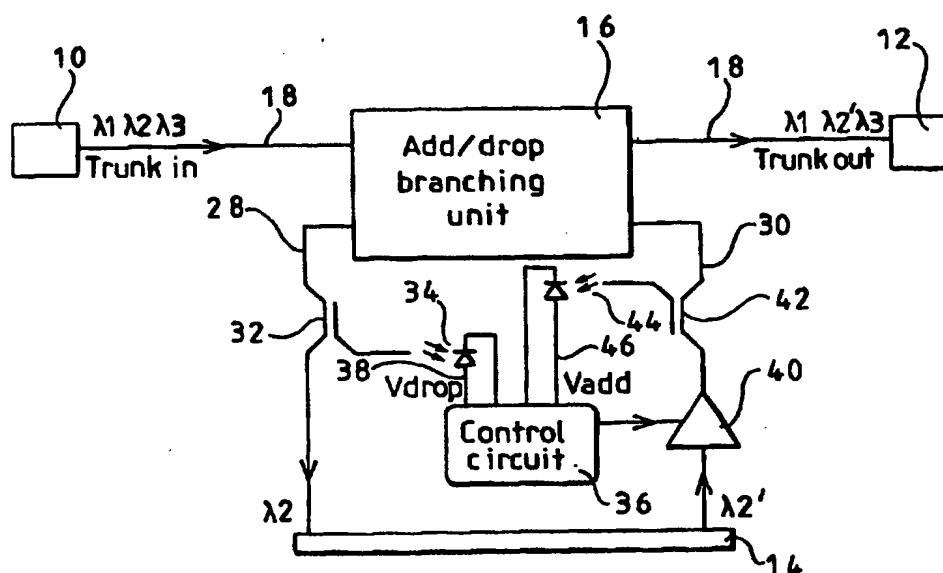 10
16
12
λ1 λ2 λ3
18
18
λ1 λ2'λ3
Trunk in
Add/drop
branching
unit
Trunk out
28
30
34
44
42
32
38
46
Vdrop
Vadd
40
Control
circuit
36
λ2
λ2'
14